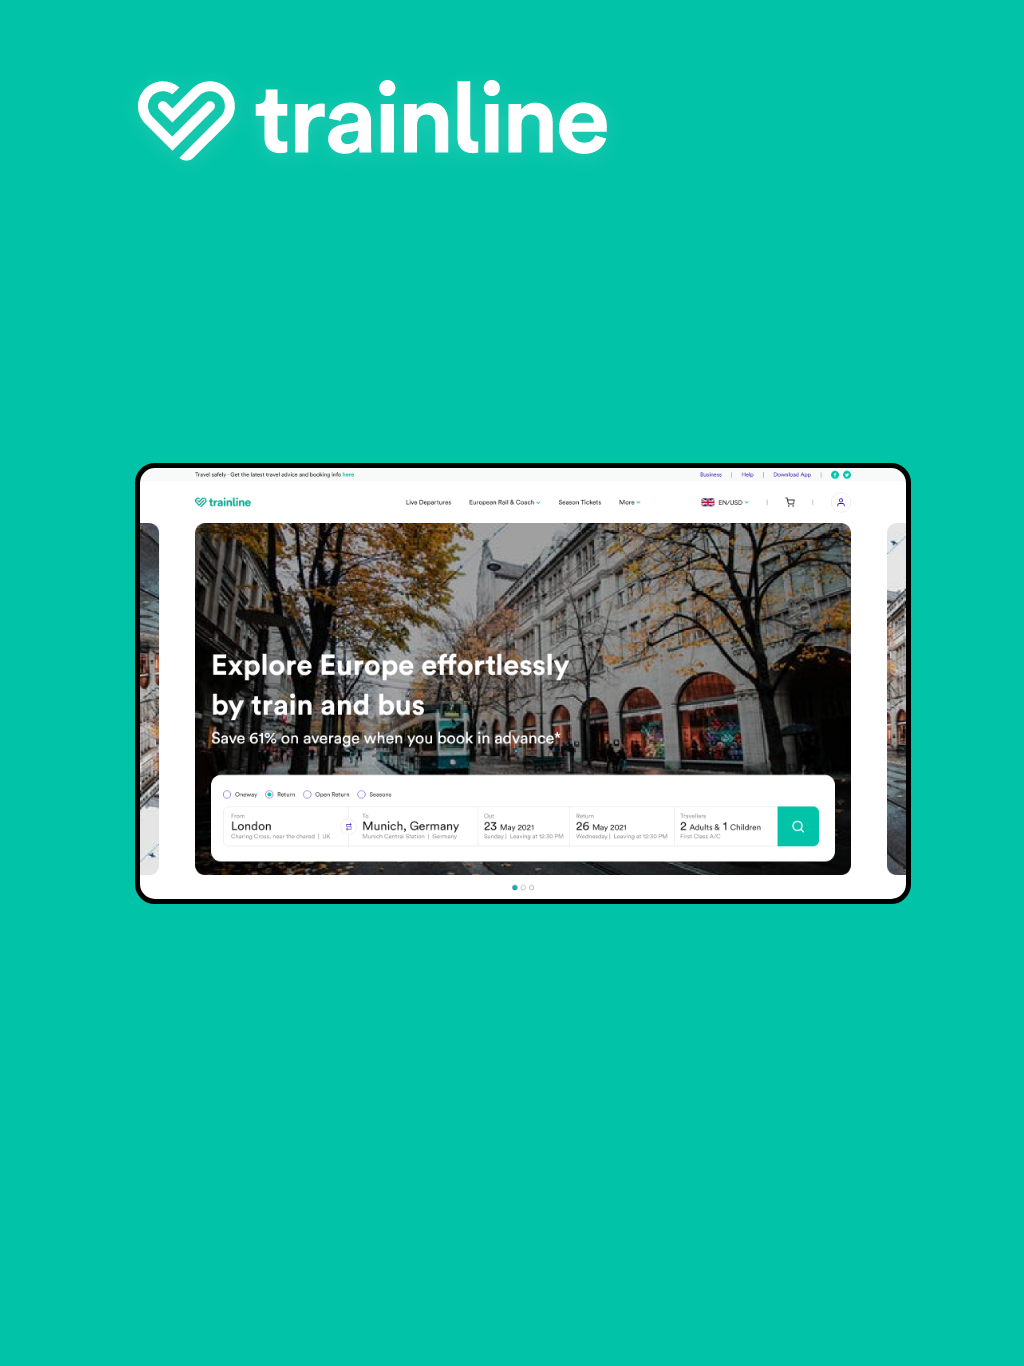 trainline
Travel safely - Get the latest travel advice and booking info here
Business | Help | Download App |
trainline
Live Departures European Rail & Coach Season Tickets More EN/USD
Explore Europe effortlessly
by train and bus
Save 61% on average when you book in advance*
Oneway Return Open Return Seasons
From To Out Return Travellers
London Munich, Germany 23 May 2021 26 May 2021 2 Adults & 1 Children
Charing Cross, near the chared | UK Munich Central Station | Germany Sunday | Leaving at 12:30 PM Wednesday | Leaving at 12:30 PM First Class A/C